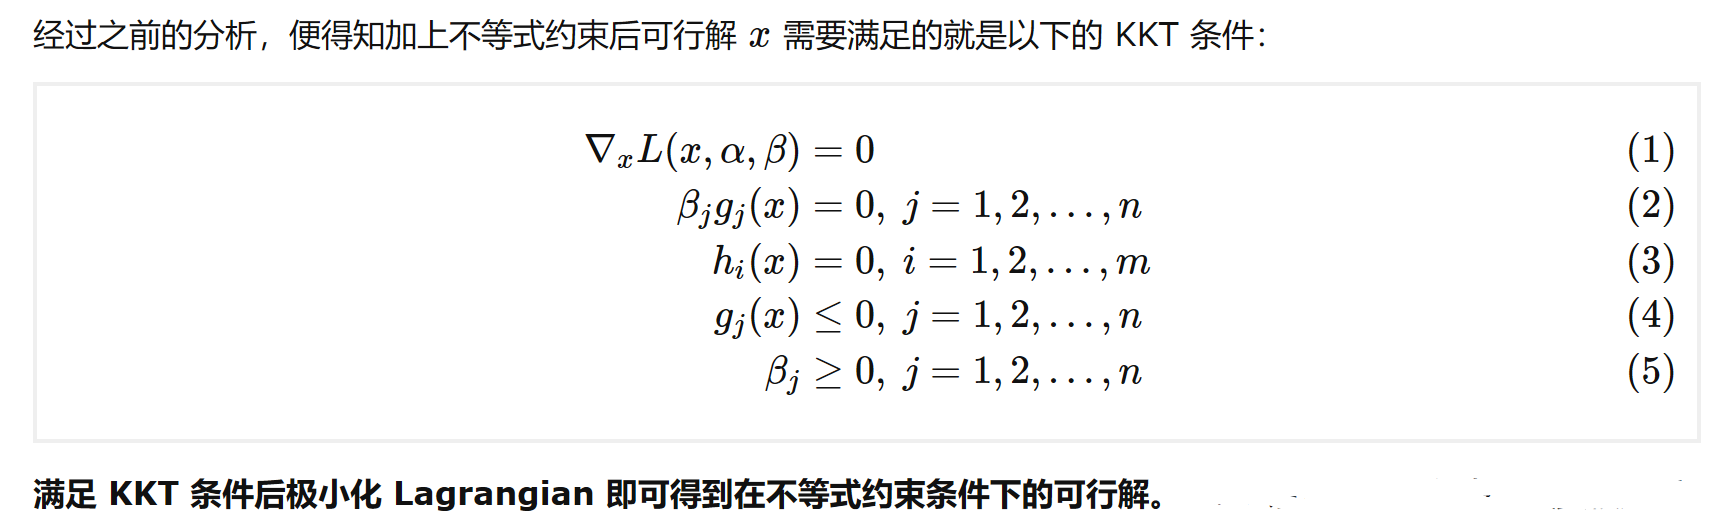 经过之前的分析，便得知加上不等式约束后可行解 x 需要满足的就是以下的 KKT 条件：
∇ₓL(x, α, β) = 0 (1)
βⱼgⱼ(x) = 0, j = 1, 2, . . . , n (2)
hᵢ(x) = 0, i = 1, 2, . . . , m (3)
gⱼ(x) ≤ 0, j = 1, 2, . . . , n (4)
βⱼ ≥ 0, j = 1, 2, . . . , n (5)
满足 KKT 条件后极小化 Lagrangian 即可得到在不等式约束条件下的可行解。